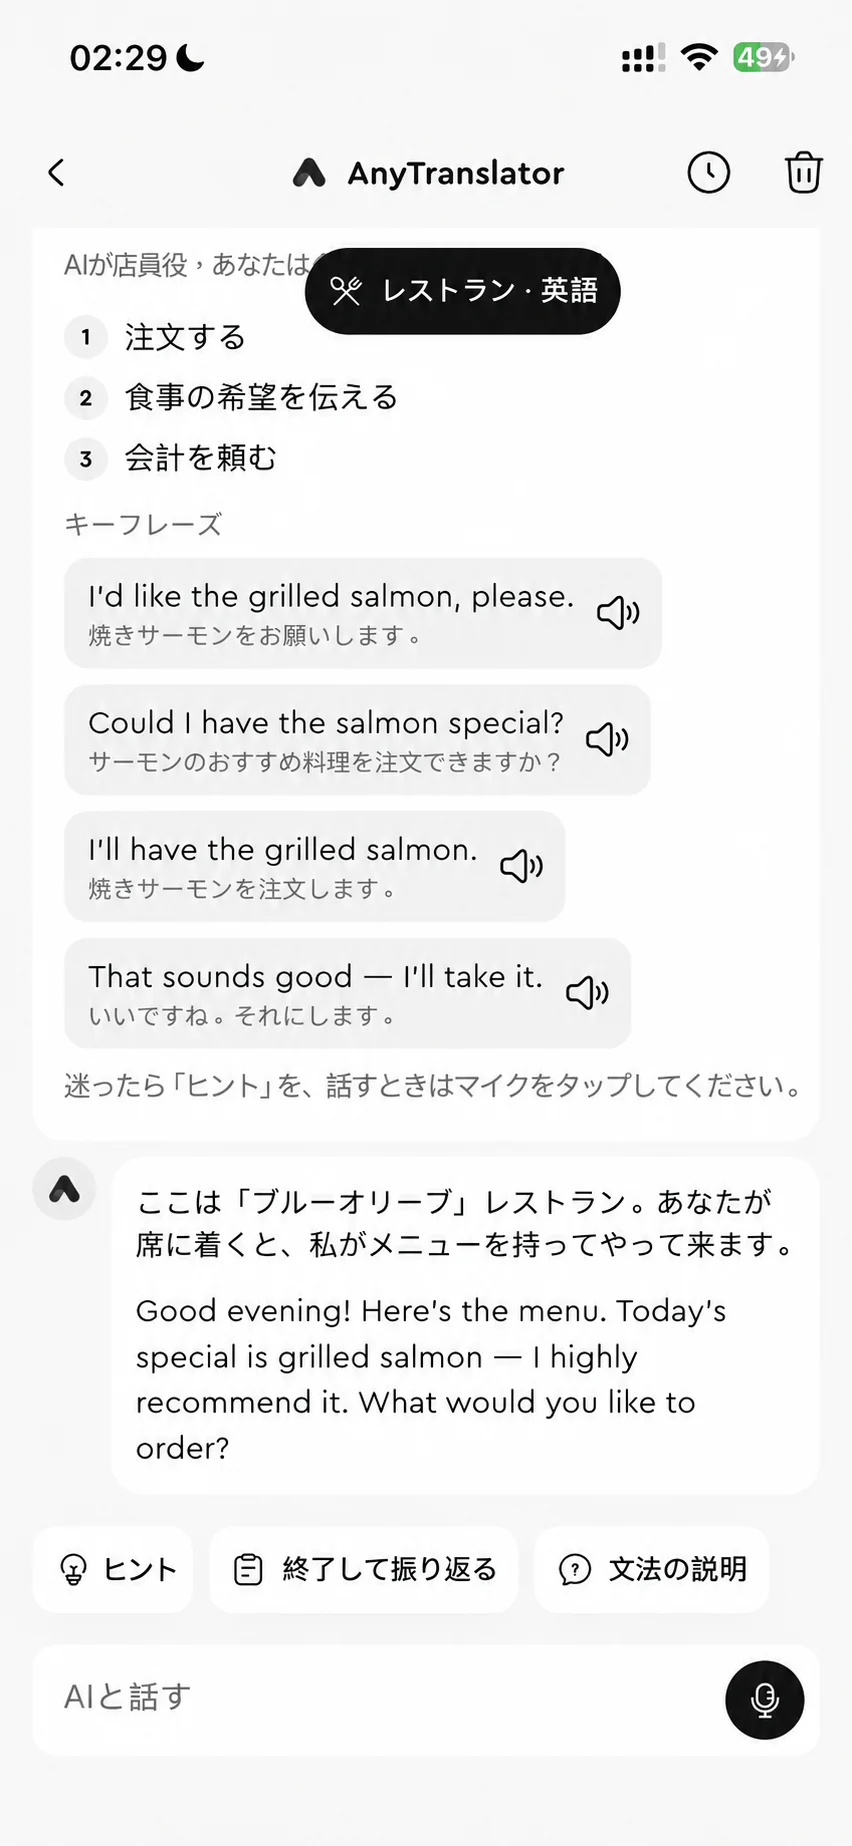 02:29
49
AnyTranslator
AIが店員役，あなたは
レストラン · 英語
1 注文する
2 食事の希望を伝える
3 会計を頼む
キーフレーズ
I'd like the grilled salmon, please.
焼きサーモンをお願いします。
Could I have the salmon special?
サーモンのおすすめ料理を注文できますか？
I'll have the grilled salmon.
焼きサーモンを注文します。
That sounds good — I'll take it.
いいですね。それにします。
迷ったら「ヒント」を、話すときはマイクをタップしてください。
ここは「ブルーオリーブ」レストラン。あなたが
席に着くと、私がメニューを持ってやって来ます。
Good evening! Here's the menu. Today's
special is grilled salmon — I highly
recommend it. What would you like to
order?
ヒント
終了して振り返る
文法の説明
AIと話す